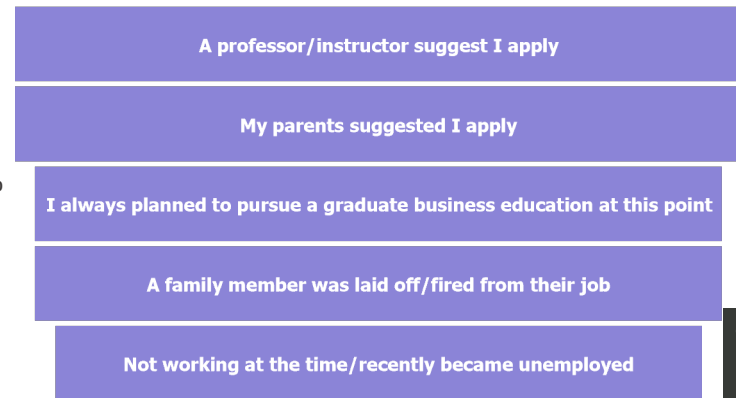 A professor/instructor suggest I apply
My parents suggested I apply
I always planned to pursue a graduate business education at this point
A family member was laid off/fired from their job
Not working at the time/recently became unemployed